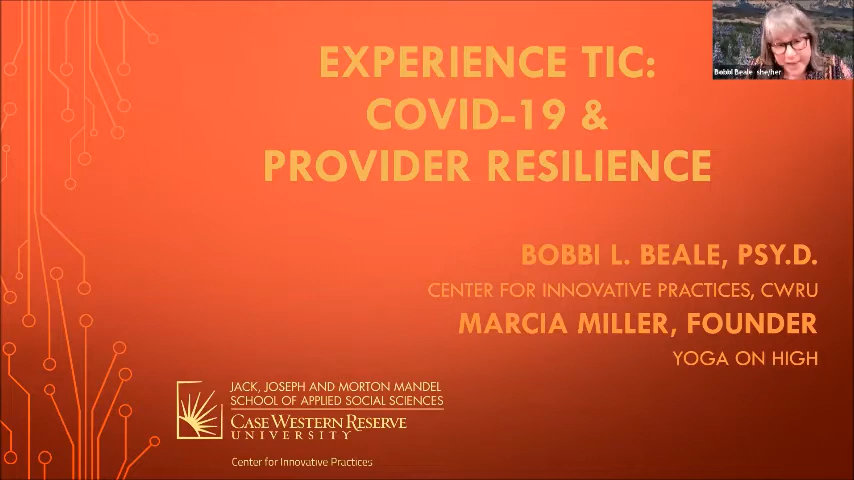 EXPERIENCE TIC:
COVID-19 &
PROVIDER RESILIENCE
Bobbi Beale she/her
BOBBI L. BEALE, PSY.D.
CENTER FOR INNOVATIVE PRACTICES, CWRU
MARCIA MILLER, FOUNDER
YOGA ON HIGH
JACK, JOSEPH AND MORTON MANDEL
SCHOOL OF APPLIED SOCIAL SCIENCES
CASE WESTERN RESERVE
UNIVERSITY
Center for Innovative Practices